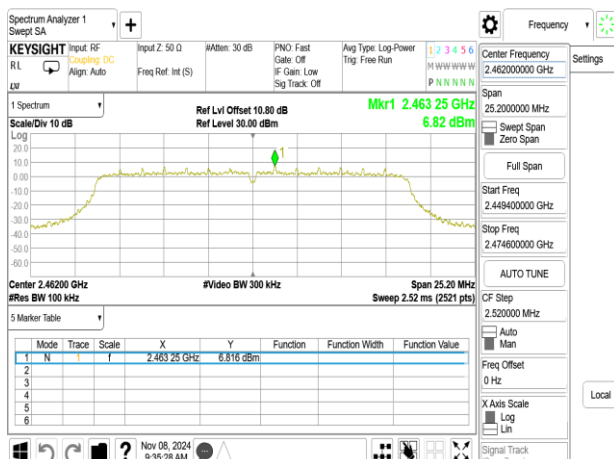 Spectrum Analyzer 1
Swept SA
Frequency
KEYSIGHT Input: RF Input Z: 50 Ω #Atten: 30 dB PNO: Fast Avg Type: Log-Power 1 2 3 4 5 6
RL Coupling: DC Gate: Off Trig: Free Run
Align: Auto Freq Ref: Int (S) IF Gain: Low M W W W W W
LXI Sig Track: Off P N N N N N
1 Spectrum
Ref Lvl Offset 10.80 dB Mkr1 2.463 25 GHz
Scale/Div 10 dB Ref Level 30.00 dBm 6.82 dBm
Log
1
20.0
10.0
0.00
-10.0
-20.0
-30.0
-40.0
-50.0
-60.0
Center 2.46200 GHz #Video BW 300 kHz Span 25.20 MHz
#Res BW 100 kHz Sweep 2.52 ms (2521 pts)
5 Marker Table
Mode Trace Scale X Y Function Function Width Function Value
1 N 1 f 2.463 25 GHz 6.816 dBm
2
3
4
5
6
Nov 08, 2024
9:35:28 AM
Center Frequency
2.462000000 GHz
Settings
Span
25.2000000 MHz
Swept Span
Zero Span
Full Span
Start Freq
2.449400000 GHz
Stop Freq
2.474600000 GHz
AUTO TUNE
CF Step
2.520000 MHz
Auto
Man
Freq Offset
0 Hz
Local
X Axis Scale
Log
Lin
Signal Track